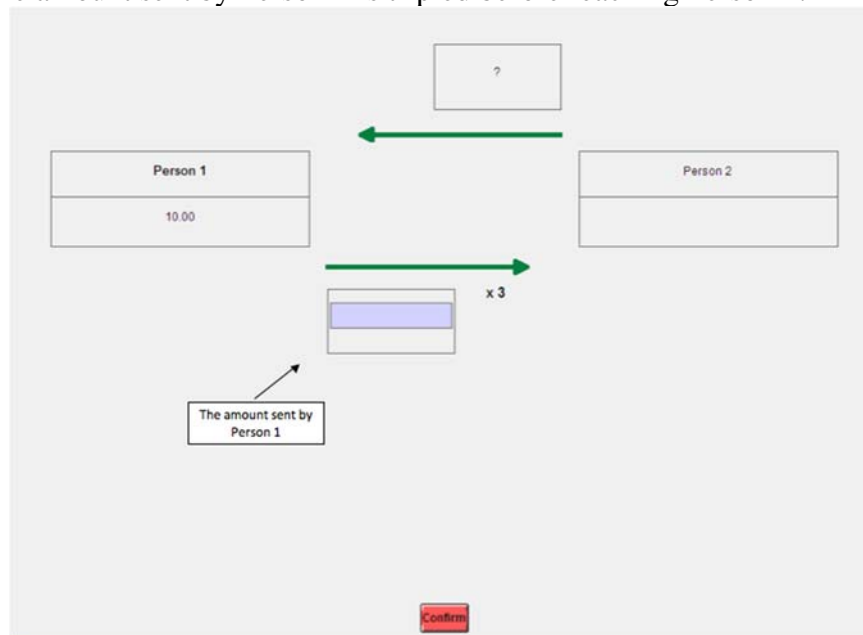 ?
Person 1
Person 2
10.00
x 3
The amount sent by
Person 1
Confirm